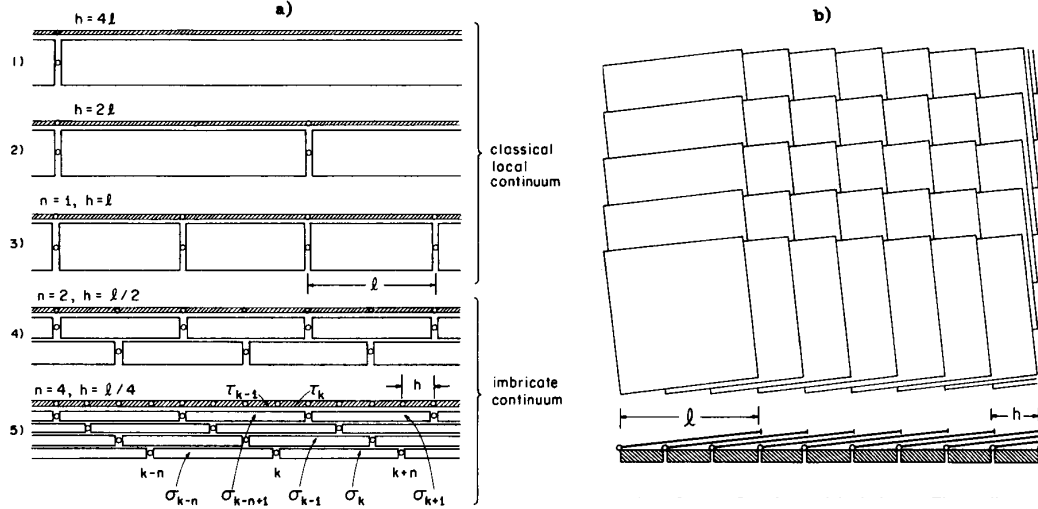 a)
h=4ℓ
1)
h=2ℓ
2)
classical
local
continuum
n=1, h=ℓ
3)
ℓ
n=2, h=ℓ/2
4)
imbricate
continuum
n=4, h=ℓ/4
τk-1
τk
h
5)
k-n
k
k+n
σk-n
σk-n+1
σk-1
σk
σk+1
b)
ℓ
h